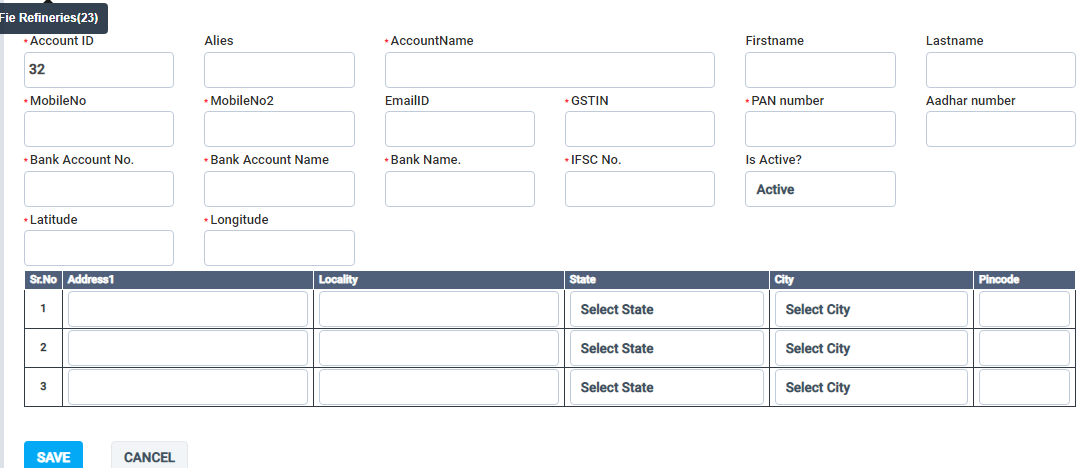 Fie Refineries(23)
* Account ID Alies * AccountName Firstname Lastname
32
* MobileNo * MobileNo2 EmailID * GSTIN * PAN number Aadhar number
* Bank Account No. * Bank Account Name * Bank Name. * IFSC No. Is Active?
Active
* Latitude * Longitude
Sr.No Address1 Locality State City Pincode
1 Select State Select City
2 Select State Select City
3 Select State Select City
SAVE CANCEL